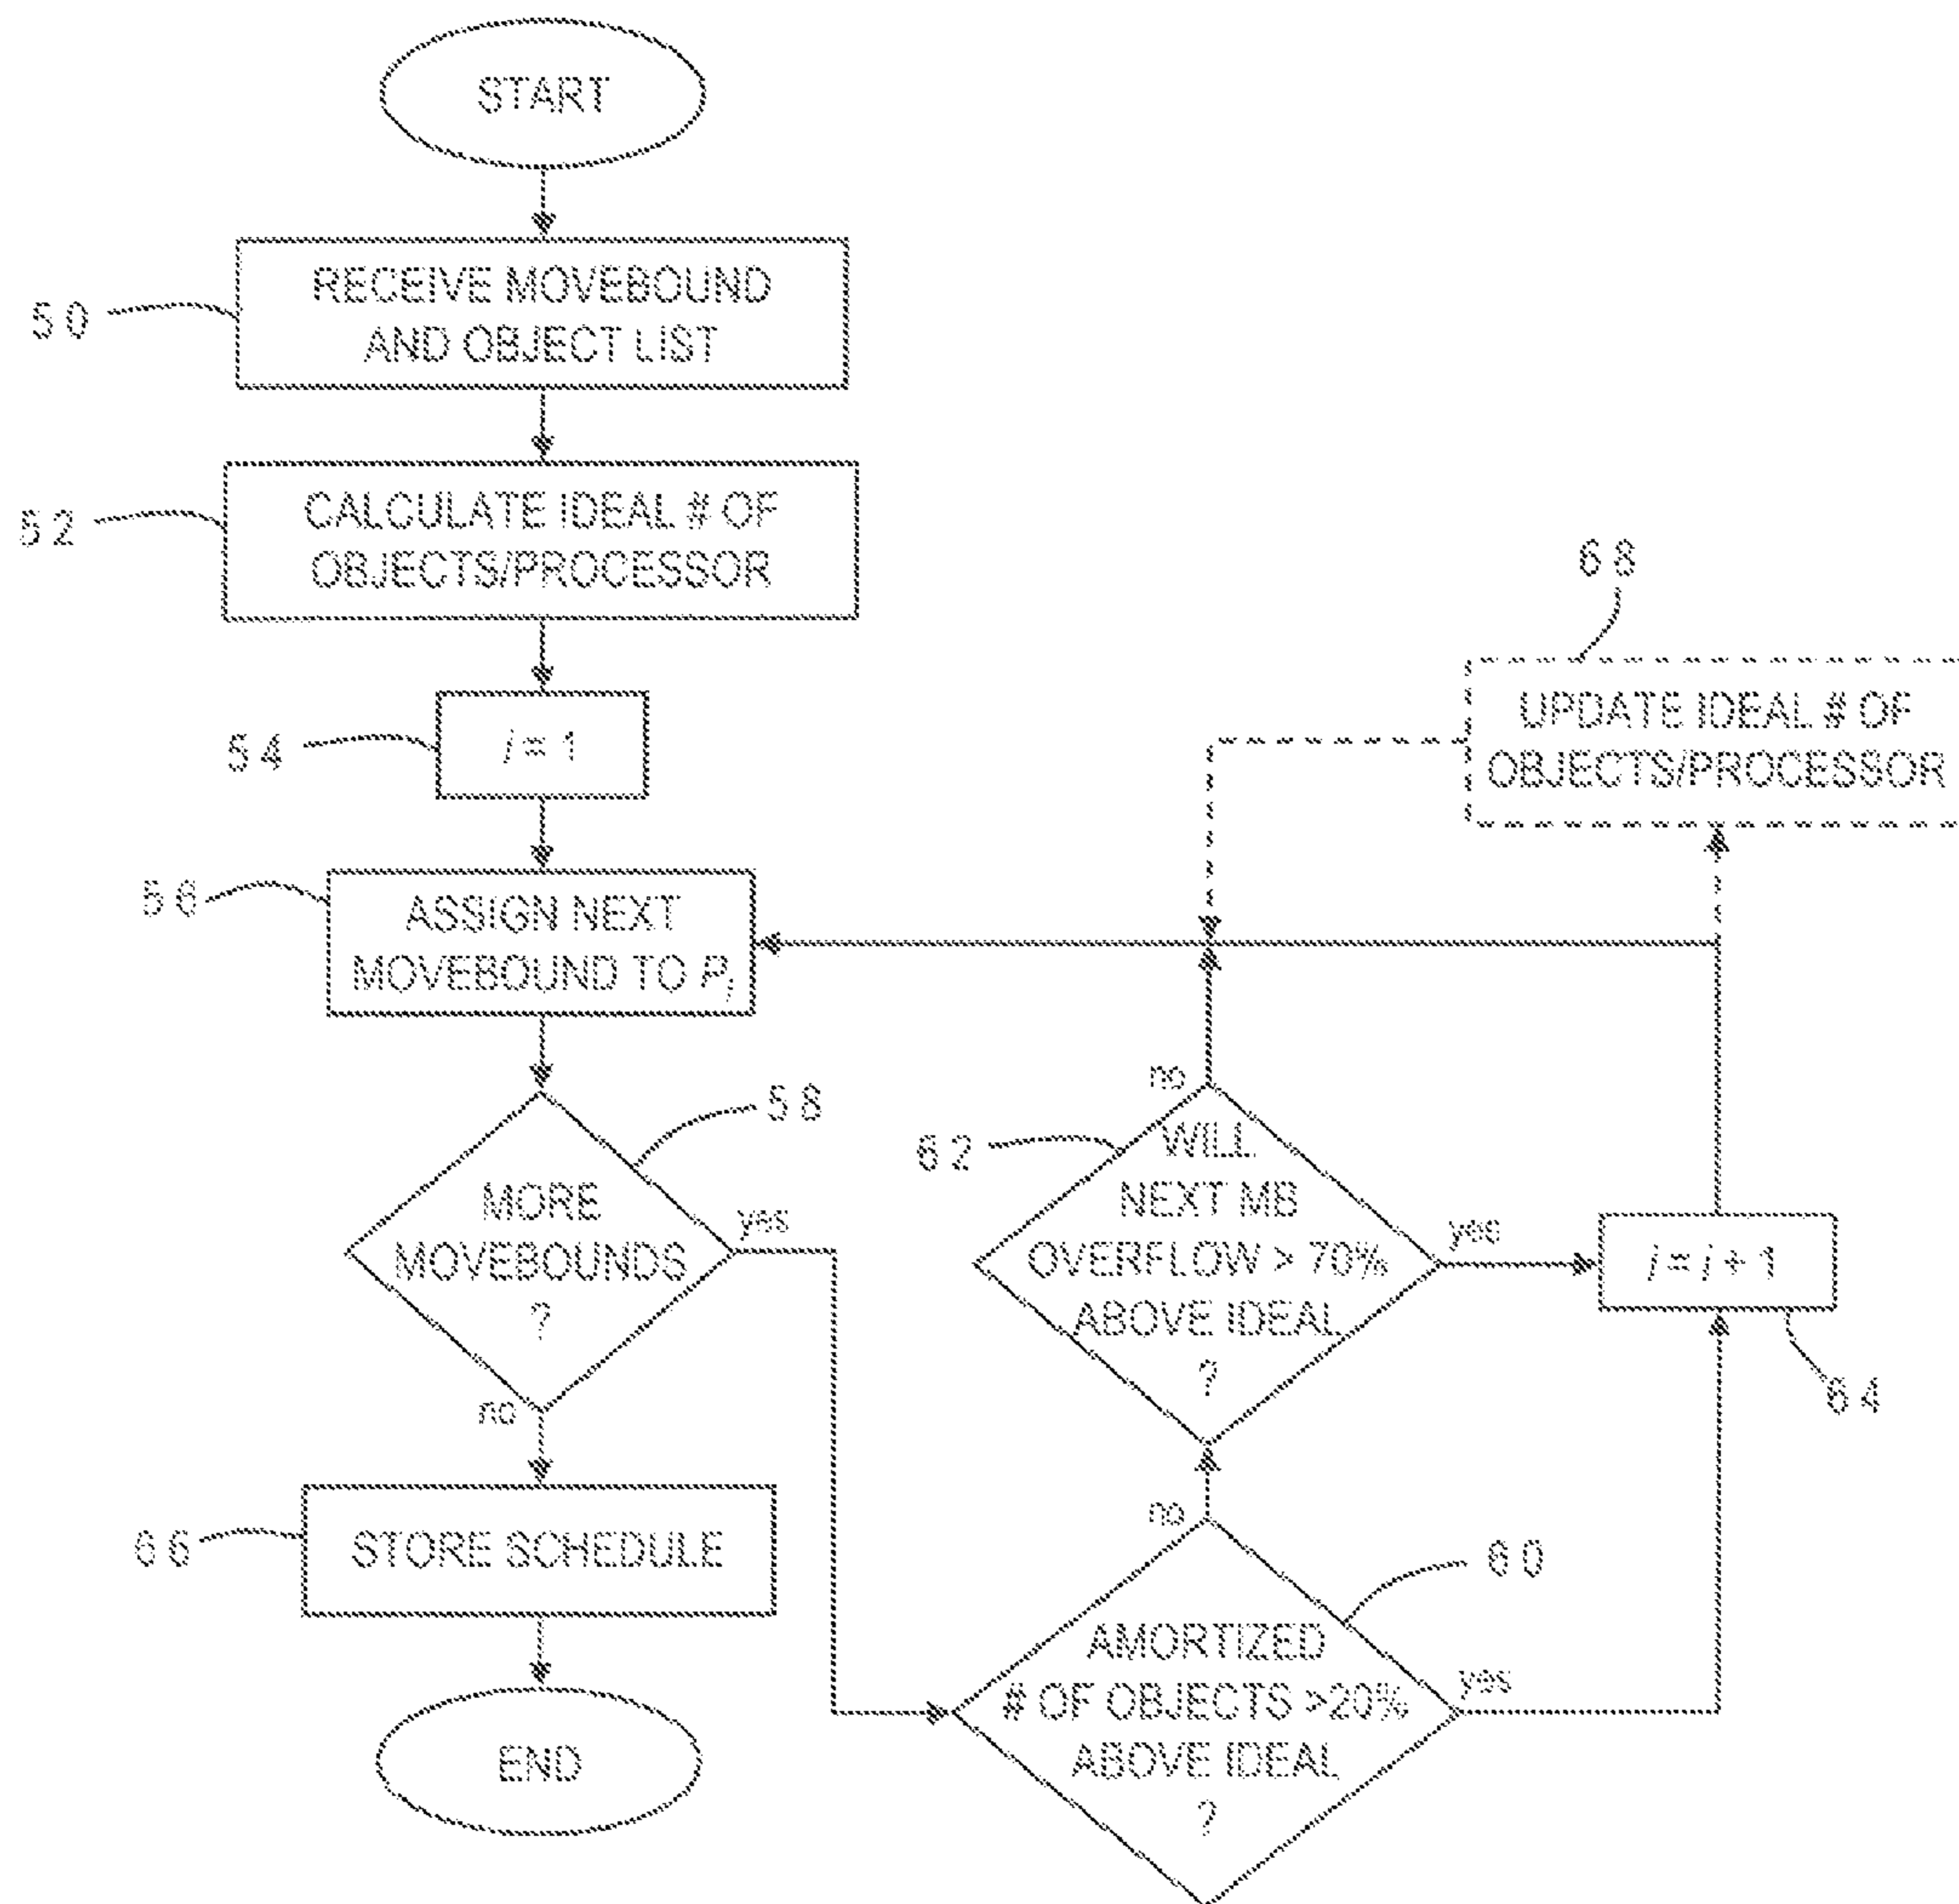 START
50
RECEIVE MOVEBOUND
AND OBJECT LIST
52
CALCULATE IDEAL # OF
OBJECTS/PROCESSOR
54
i = 1
56
ASSIGN NEXT
MOVEBOUND TO Pi
58
MORE
MOVEBOUNDS
?
yes
no
66
STORE SCHEDULE
END
68
UPDATE IDEAL # OF
OBJECTS/PROCESSOR
no
62
WILL
NEXT MB
OVERFLOW > 70%
ABOVE IDEAL
?
yes
i = i + 1
64
no
60
AMORTIZED
# OF OBJECTS >20%
ABOVE IDEAL
?
yes